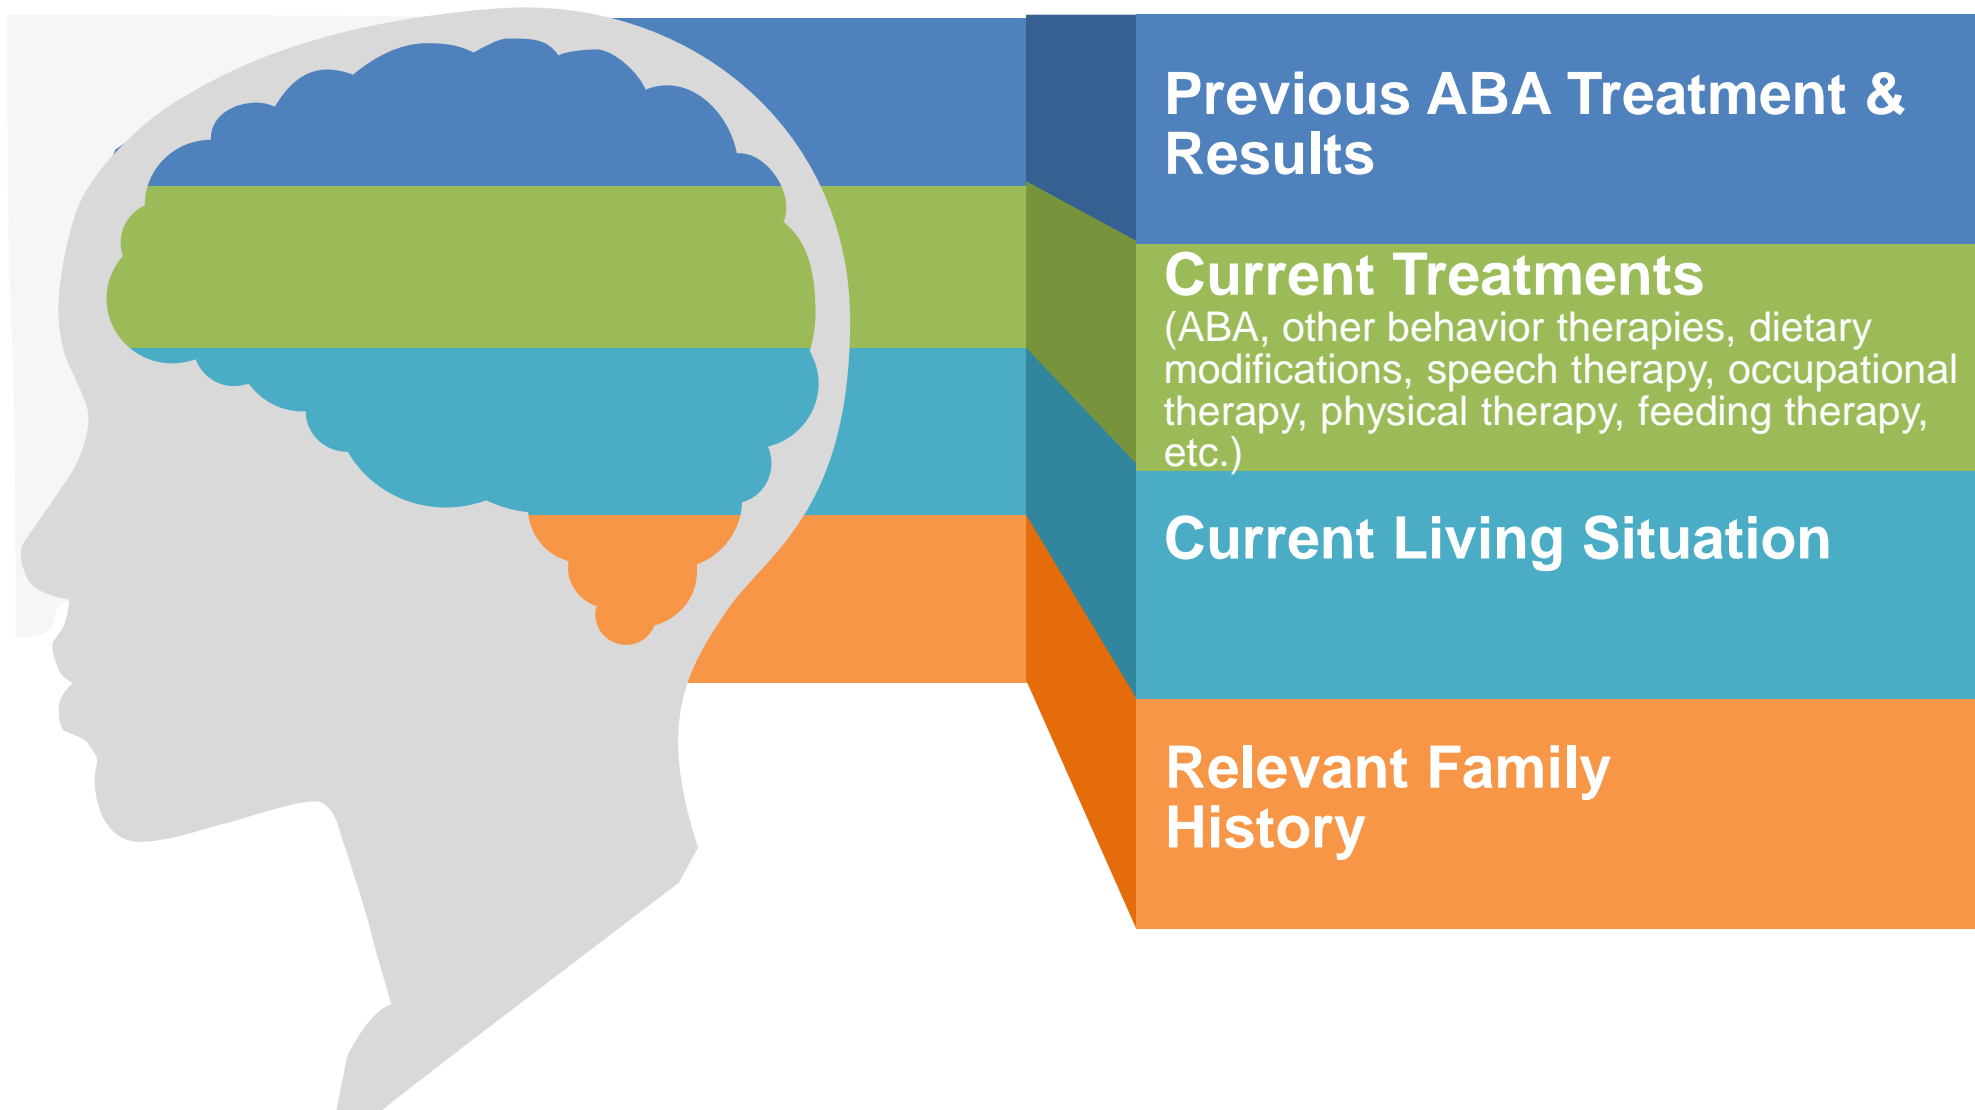 Previous ABA Treatment &
Results
Current Treatments
(ABA, other behavior therapies, dietary
modifications, speech therapy, occupational
therapy, physical therapy, feeding therapy,
etc.)
Current Living Situation
Relevant Family
History